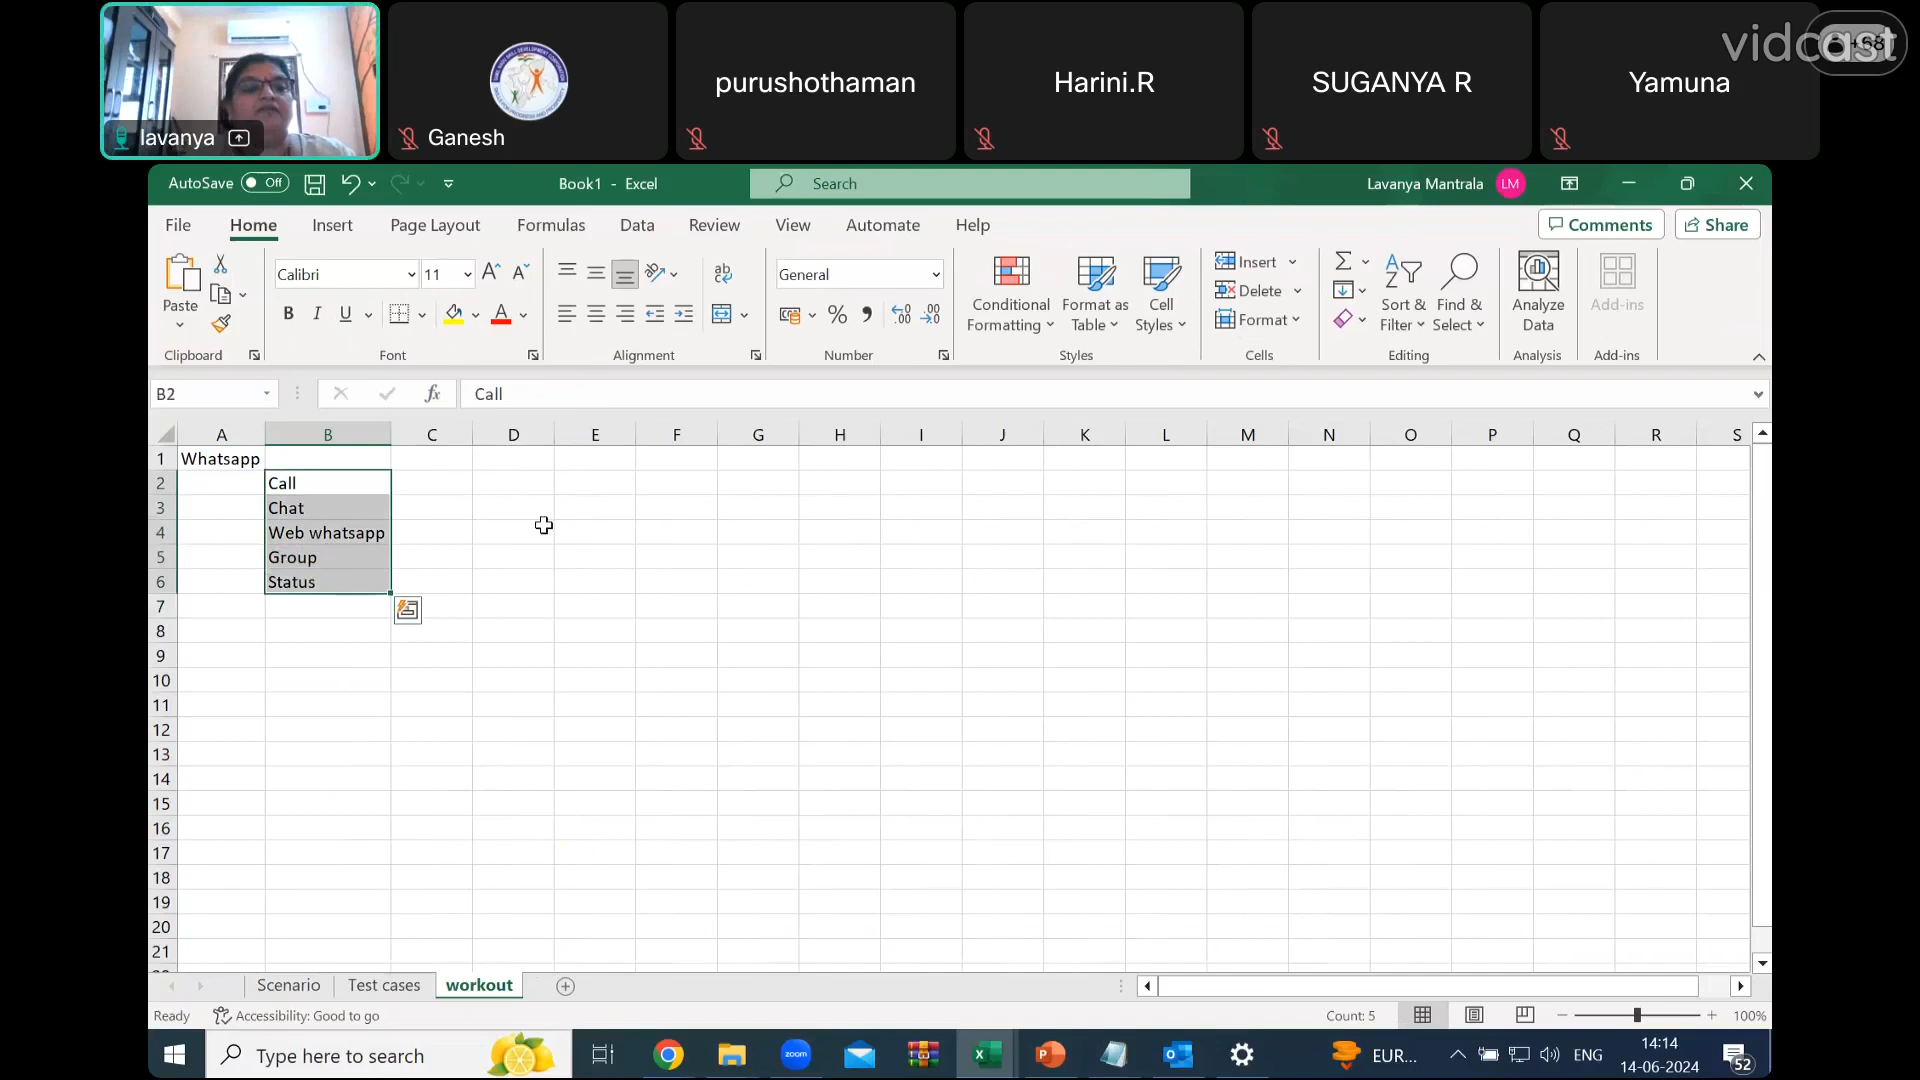 vidcast
+68
lavanya
Ganesh
purushothaman
Harini.R
SUGANYA R
Yamuna
AutoSave Off
Book1 - Excel
Search
Lavanya Mantrala LM
File Home Insert Page Layout Formulas Data Review View Automate Help
Comments Share
Paste
Clipboard
Calibri 11
B I U
Font
ab
Alignment
General
Number
Conditional Formatting
Format as Table
Cell Styles
Styles
Insert
Delete
Format
Cells
Sort & Filter
Find & Select
Editing
Analyze Data
Analysis
Add-ins
Add-ins
B2 fx Call
A B C D E F G H I J K L M N O P Q R S
1 Whatsapp
2 Call
3 Chat
4 Web whatsapp
5 Group
6 Status
7
8
9
10
11
12
13
14
15
16
17
18
19
20
21
Scenario Test cases workout
Ready Accessibility: Good to go Count: 5 100%
Type here to search
zoom
EUR... ENG
14:14
14-06-2024
52